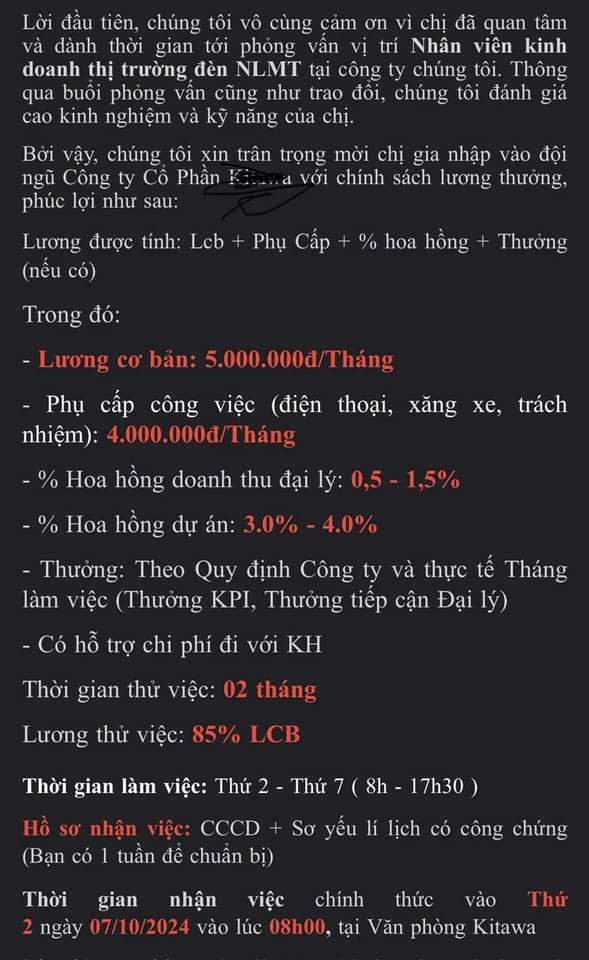 Lời đầu tiên, chúng tôi vô cùng cảm ơn vì chị đã quan tâm
và dành thời gian tới phỏng vấn vị trí Nhân viên kinh
doanh thị trường đèn NLMT tại công ty chúng tôi. Thông
qua buổi phỏng vấn cũng như trao đổi, chúng tôi đánh giá
cao kinh nghiệm và kỹ năng của chị.
Bởi vậy, chúng tôi xin trân trọng mời chị gia nhập vào đội
ngũ Công ty Cổ Phần với chính sách lương thưởng,
phúc lợi như sau:
Lương được tính: Lcb + Phụ Cấp + % hoa hồng + Thưởng
(nếu có)
Trong đó:
- Lương cơ bản: 5.000.000đ/Tháng
- Phụ cấp công việc (điện thoại, xăng xe, trách
nhiệm): 4.000.000đ/Tháng
- % Hoa hồng doanh thu đại lý: 0,5 - 1,5%
- % Hoa hồng dự án: 3.0% - 4.0%
- Thưởng: Theo Quy định Công ty và thực tế Tháng
làm việc (Thưởng KPI, Thưởng tiếp cận Đại lý)
- Có hỗ trợ chi phí đi với KH
Thời gian thử việc: 02 tháng
Lương thử việc: 85% LCB
Thời gian làm việc: Thứ 2 - Thứ 7 ( 8h - 17h30 )
Hồ sơ nhận việc: CCCD + Sơ yếu lí lịch có công chứng
(Bạn có 1 tuần để chuẩn bị)
Thời gian nhận việc chính thức vào Thứ
2 ngày 07/10/2024 vào lúc 08h00, tại Văn phòng Kitawa